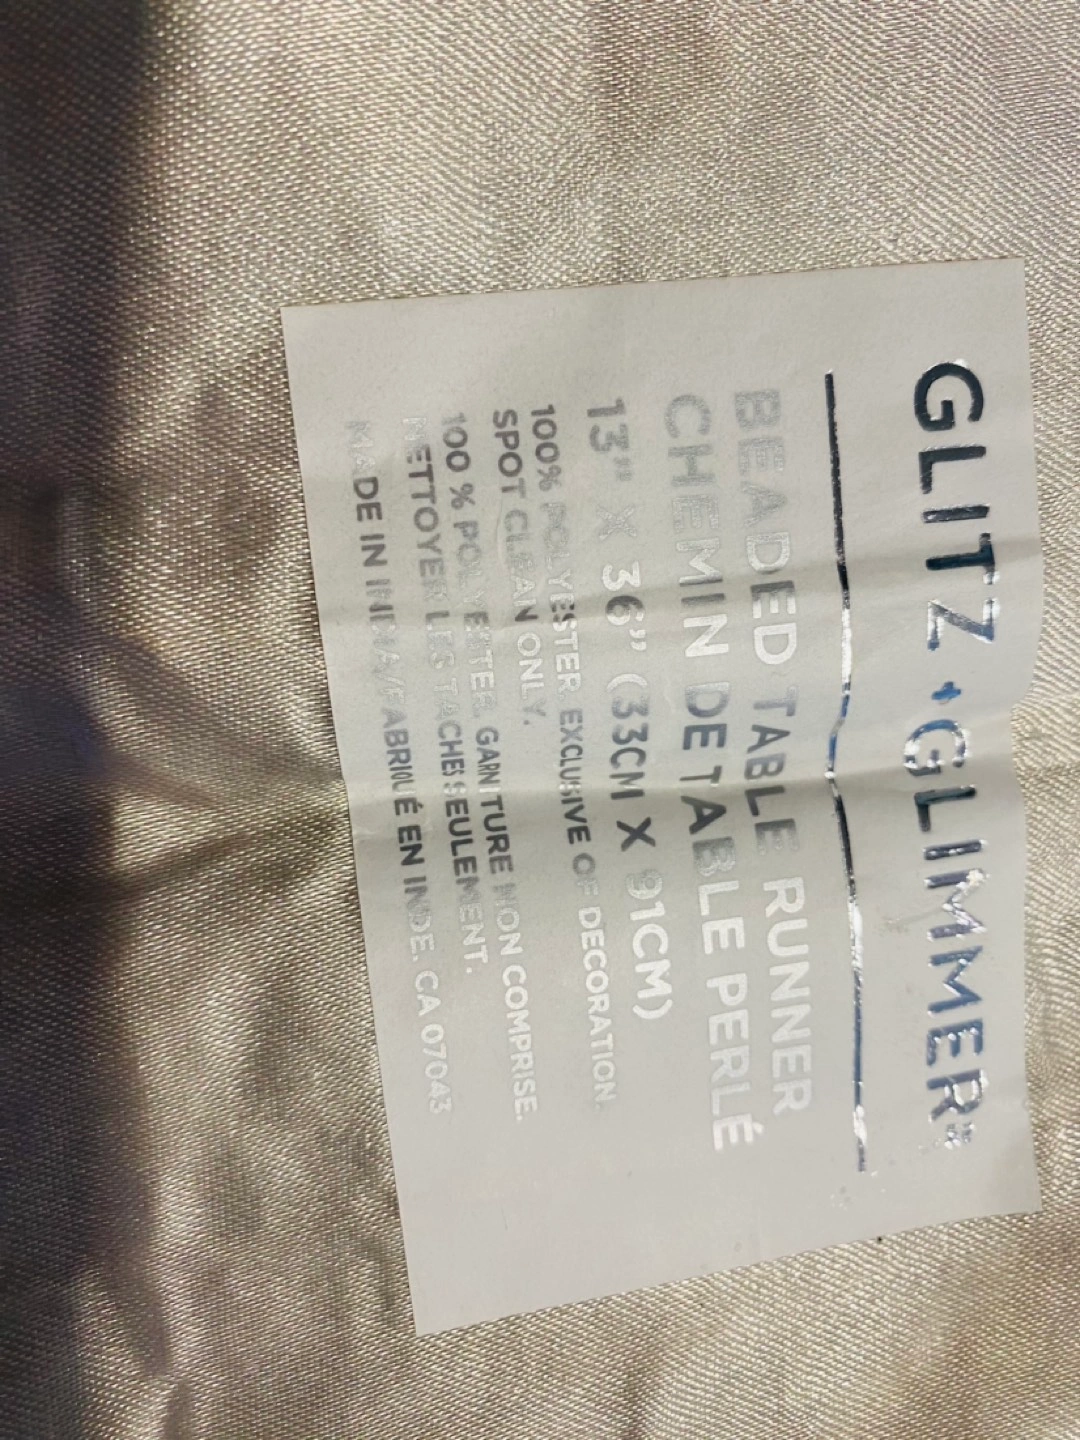 GLITZ + GLIMMER
BEADED TABLE RUNNER
CHEMIN DE TABLE PERLÉ
13" X 36" (33CM X 91CM)
100% POLYESTER EXCLUSIVE OF DECORATION.
SPOT CLEAN ONLY.
100 % POLYESTER. GARNITURE NON COMPRISE.
NETTOYER LES TACHES SEULEMENT.
MADE IN INDIA/FABRIQUÉ EN INDE. CA 07043